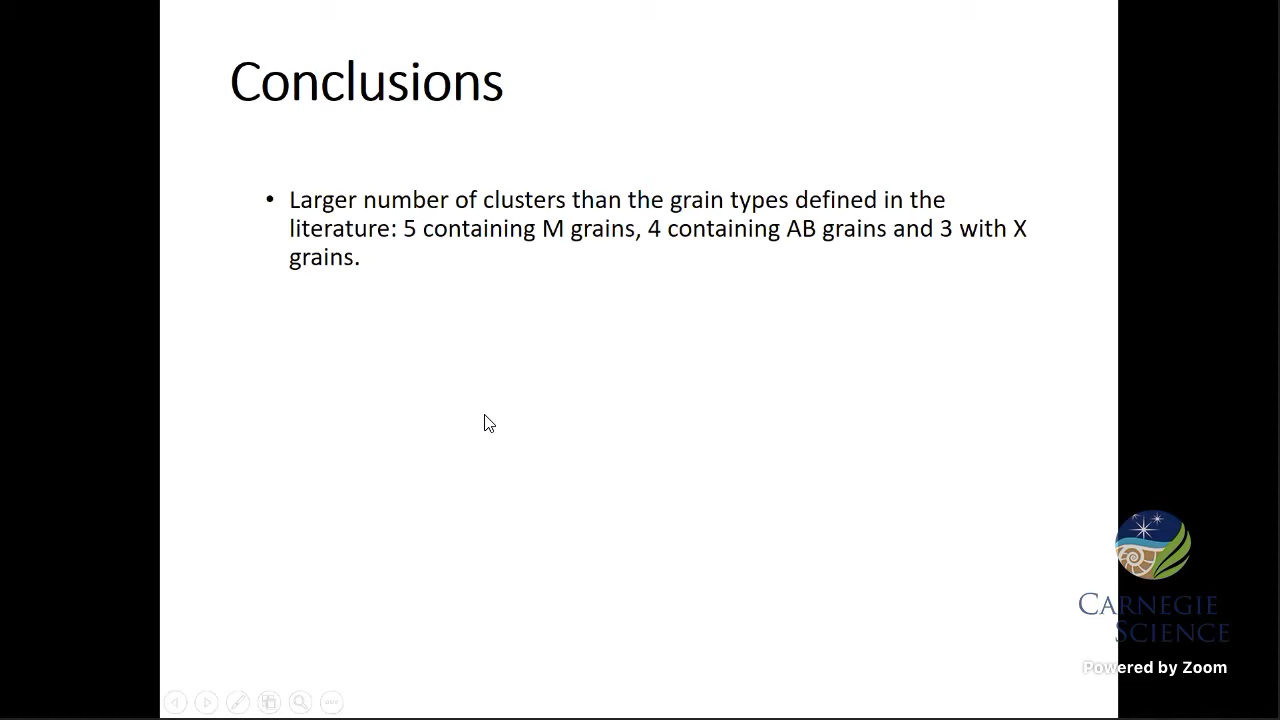 Conclusions
• Larger number of clusters than the grain types defined in the
literature: 5 containing M grains, 4 containing AB grains and 3 with X
grains.
CARNEGIE
SCIENCE
Powered by Zoom